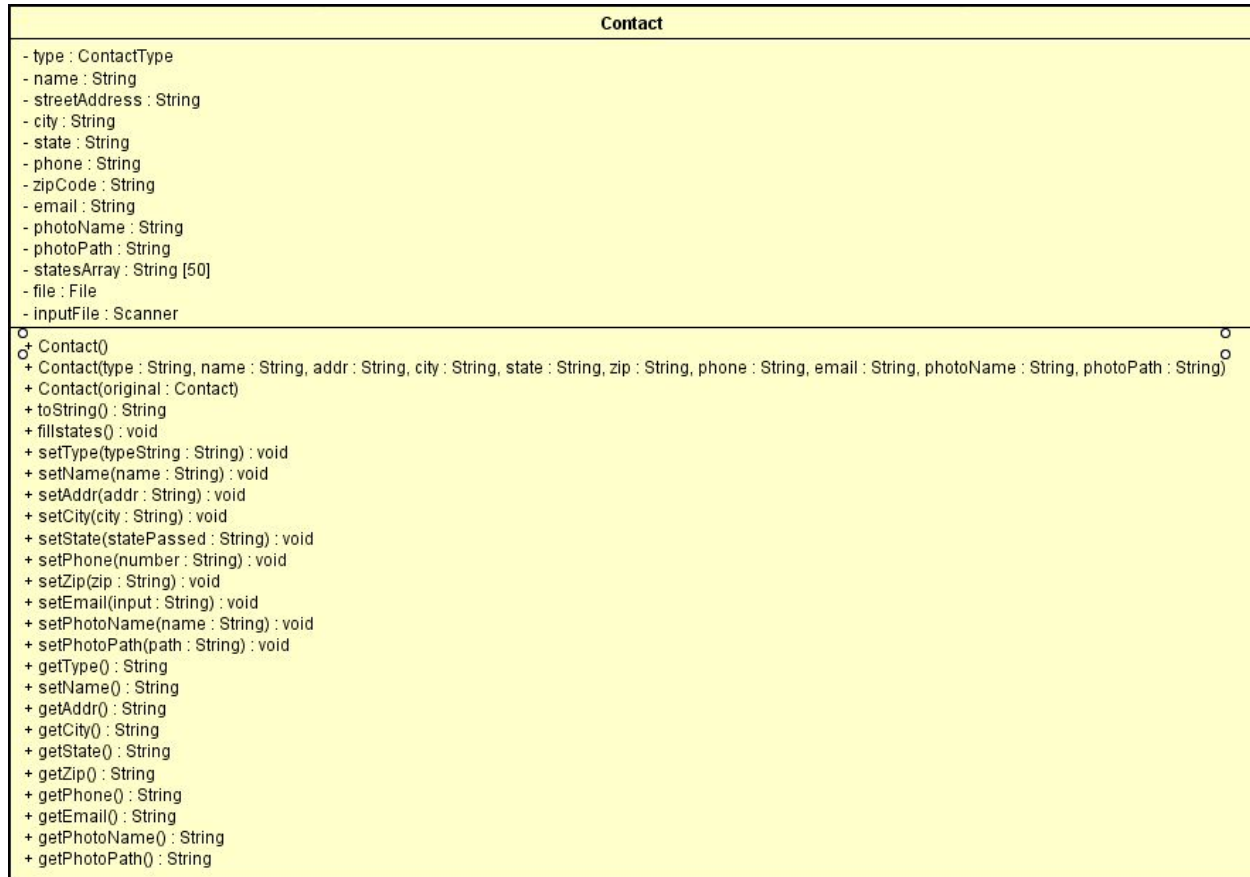 Contact
- type : ContactType
- name : String
- streetAddress : String
- city : String
- state : String
- phone : String
- zipCode : String
- email : String
- photoName : String
- photoPath : String
- statesArray : String [50]
- file : File
- inputFile : Scanner
+ Contact()
+ Contact(type : String, name : String, addr : String, city : String, state : String, zip : String, phone : String, email : String, photoName : String, photoPath : String)
+ Contact(original : Contact)
+ toString() : String
+ fillstates() : void
+ setType(typeString : String) : void
+ setName(name : String) : void
+ setAddr(addr : String) : void
+ setCity(city : String) : void
+ setState(statePassed : String) : void
+ setPhone(number : String) : void
+ setZip(zip : String) : void
+ setEmail(input : String) : void
+ setPhotoName(name : String) : void
+ setPhotoPath(path : String) : void
+ getType() : String
+ setName() : String
+ getAddr() : String
+ getCity() : String
+ getState() : String
+ getZip() : String
+ getPhone() : String
+ getEmail() : String
+ getPhotoName() : String
+ getPhotoPath() : String